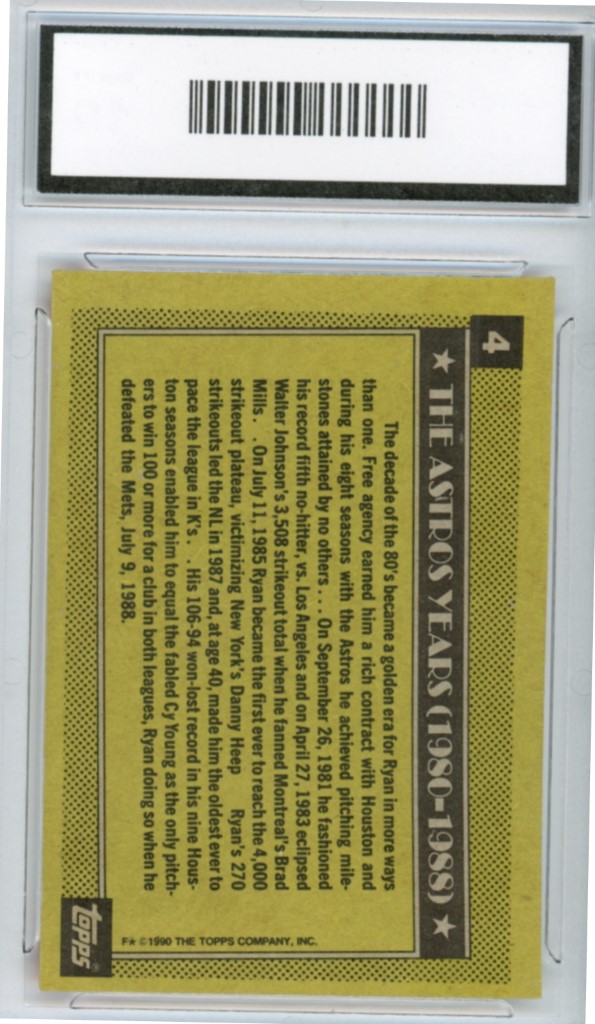 4
★ THE ASTROS YEARS (1980-1988) ★
The decade of the 80's became a golden era for Ryan in more ways
than one. Free agency earned him a rich contract with Houston and
during his eight seasons with the Astros he achieved pitching mile-
stones attained by no others . . . On September 26, 1981 he fashioned
his record fifth no-hitter, vs. Los Angeles and on April 27, 1983 eclipsed
Walter Johnson's 3,508 strikeout total when he fanned Montreal's Brad
Mills. . .On July 11, 1985 Ryan became the first ever to reach the 4,000
strikeout plateau, victimizing New York's Danny Heep Ryan's 270
strikeouts led the NL in 1987 and, at age 40, made him the oldest ever to
pace the league in K's. . .His 106-94 won-lost record in his nine Hous-
ton seasons enabled him to equal the fabled Cy Young as the only pitch-
ers to win 100 or more for a club in both leagues, Ryan doing so when he
defeated the Mets, July 9, 1988.
F★ ©1990 THE TOPPS COMPANY, INC.
topps®